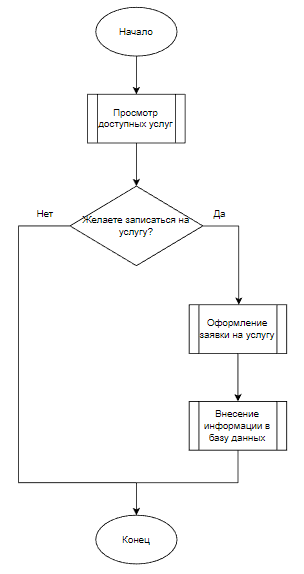 Начало
Просмотр
доступных услуг
Желаете записаться на
услугу?
Нет
Да
Оформление
заявки на услугу
Внесение
информации в
базу данных
Конец